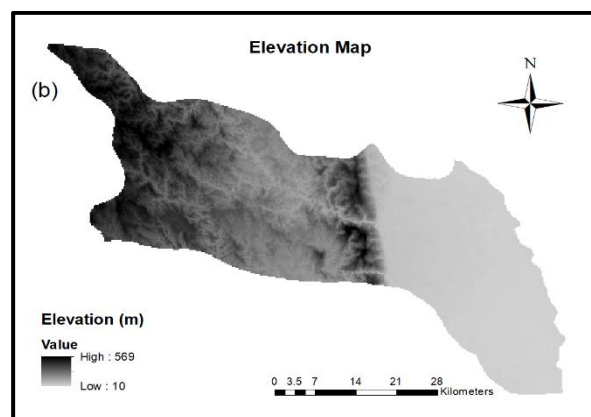 Elevation Map
N
(b)
Elevation (m)
Value
High : 569
Low : 10
0 3.5 7 14 21 28
Kilometers